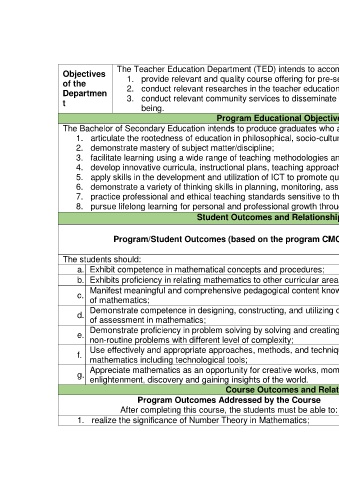 Objectives
of the
Departmen
t
The Teacher Education Department (TED) intends to accom
1. provide relevant and quality course offering for pre-se
2. conduct relevant researches in the teacher education
3. conduct relevant community services to disseminate
being.
Program Educational Objective
The Bachelor of Secondary Education intends to produce graduates who a
1. articulate the rootedness of education in philosophical, socio-cultur
2. demonstrate mastery of subject matter/discipline;
3. facilitate learning using a wide range of teaching methodologies an
4. develop innovative curricula, instructional plans, teaching approach
5. apply skills in the development and utilization of ICT to promote qu
6. demonstrate a variety of thinking skills in planning, monitoring, ass
7. practice professional and ethical teaching standards sensitive to th
8. pursue lifelong learning for personal and professional growth throu
Student Outcomes and Relationship
Program/Student Outcomes (based on the program CMO
The students should:
a. Exhibit competence in mathematical concepts and procedures;
b. Exhibits proficiency in relating mathematics to other curricular area
c. Manifest meaningful and comprehensive pedagogical content know
of mathematics;
d. Demonstrate competence in designing, constructing, and utilizing d
of assessment in mathematics;
e. Demonstrate proficiency in problem solving by solving and creating
non-routine problems with different level of complexity;
f. Use effectively and appropriate approaches, methods, and techniq
mathematics including technological tools;
g. Appreciate mathematics as an opportunity for creative works, mom
enlightenment, discovery and gaining insights of the world.
Course Outcomes and Relat
Program Outcomes Addressed by the Course
After completing this course, the students must be able to:
1. realize the significance of Number Theory in Mathematics;